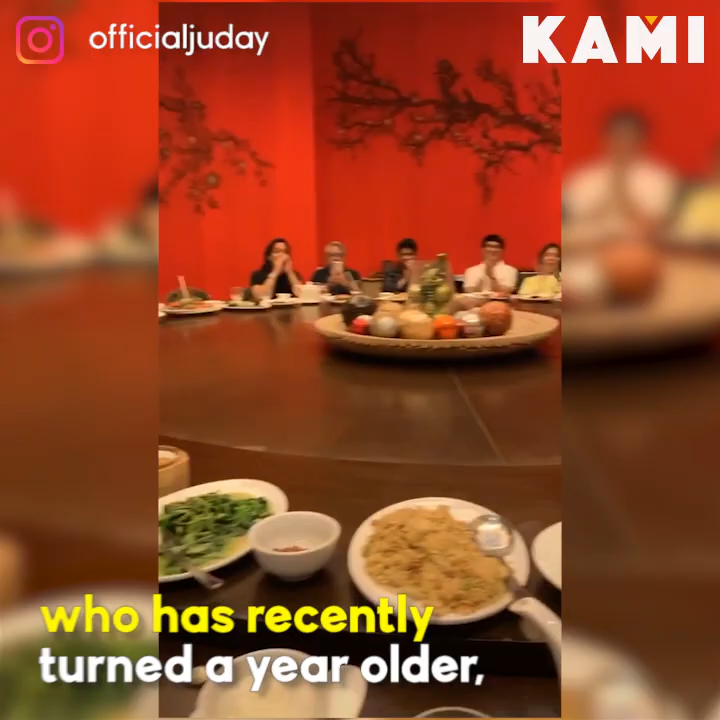 officialjuday
KAMI
who has recently
turned a year older,